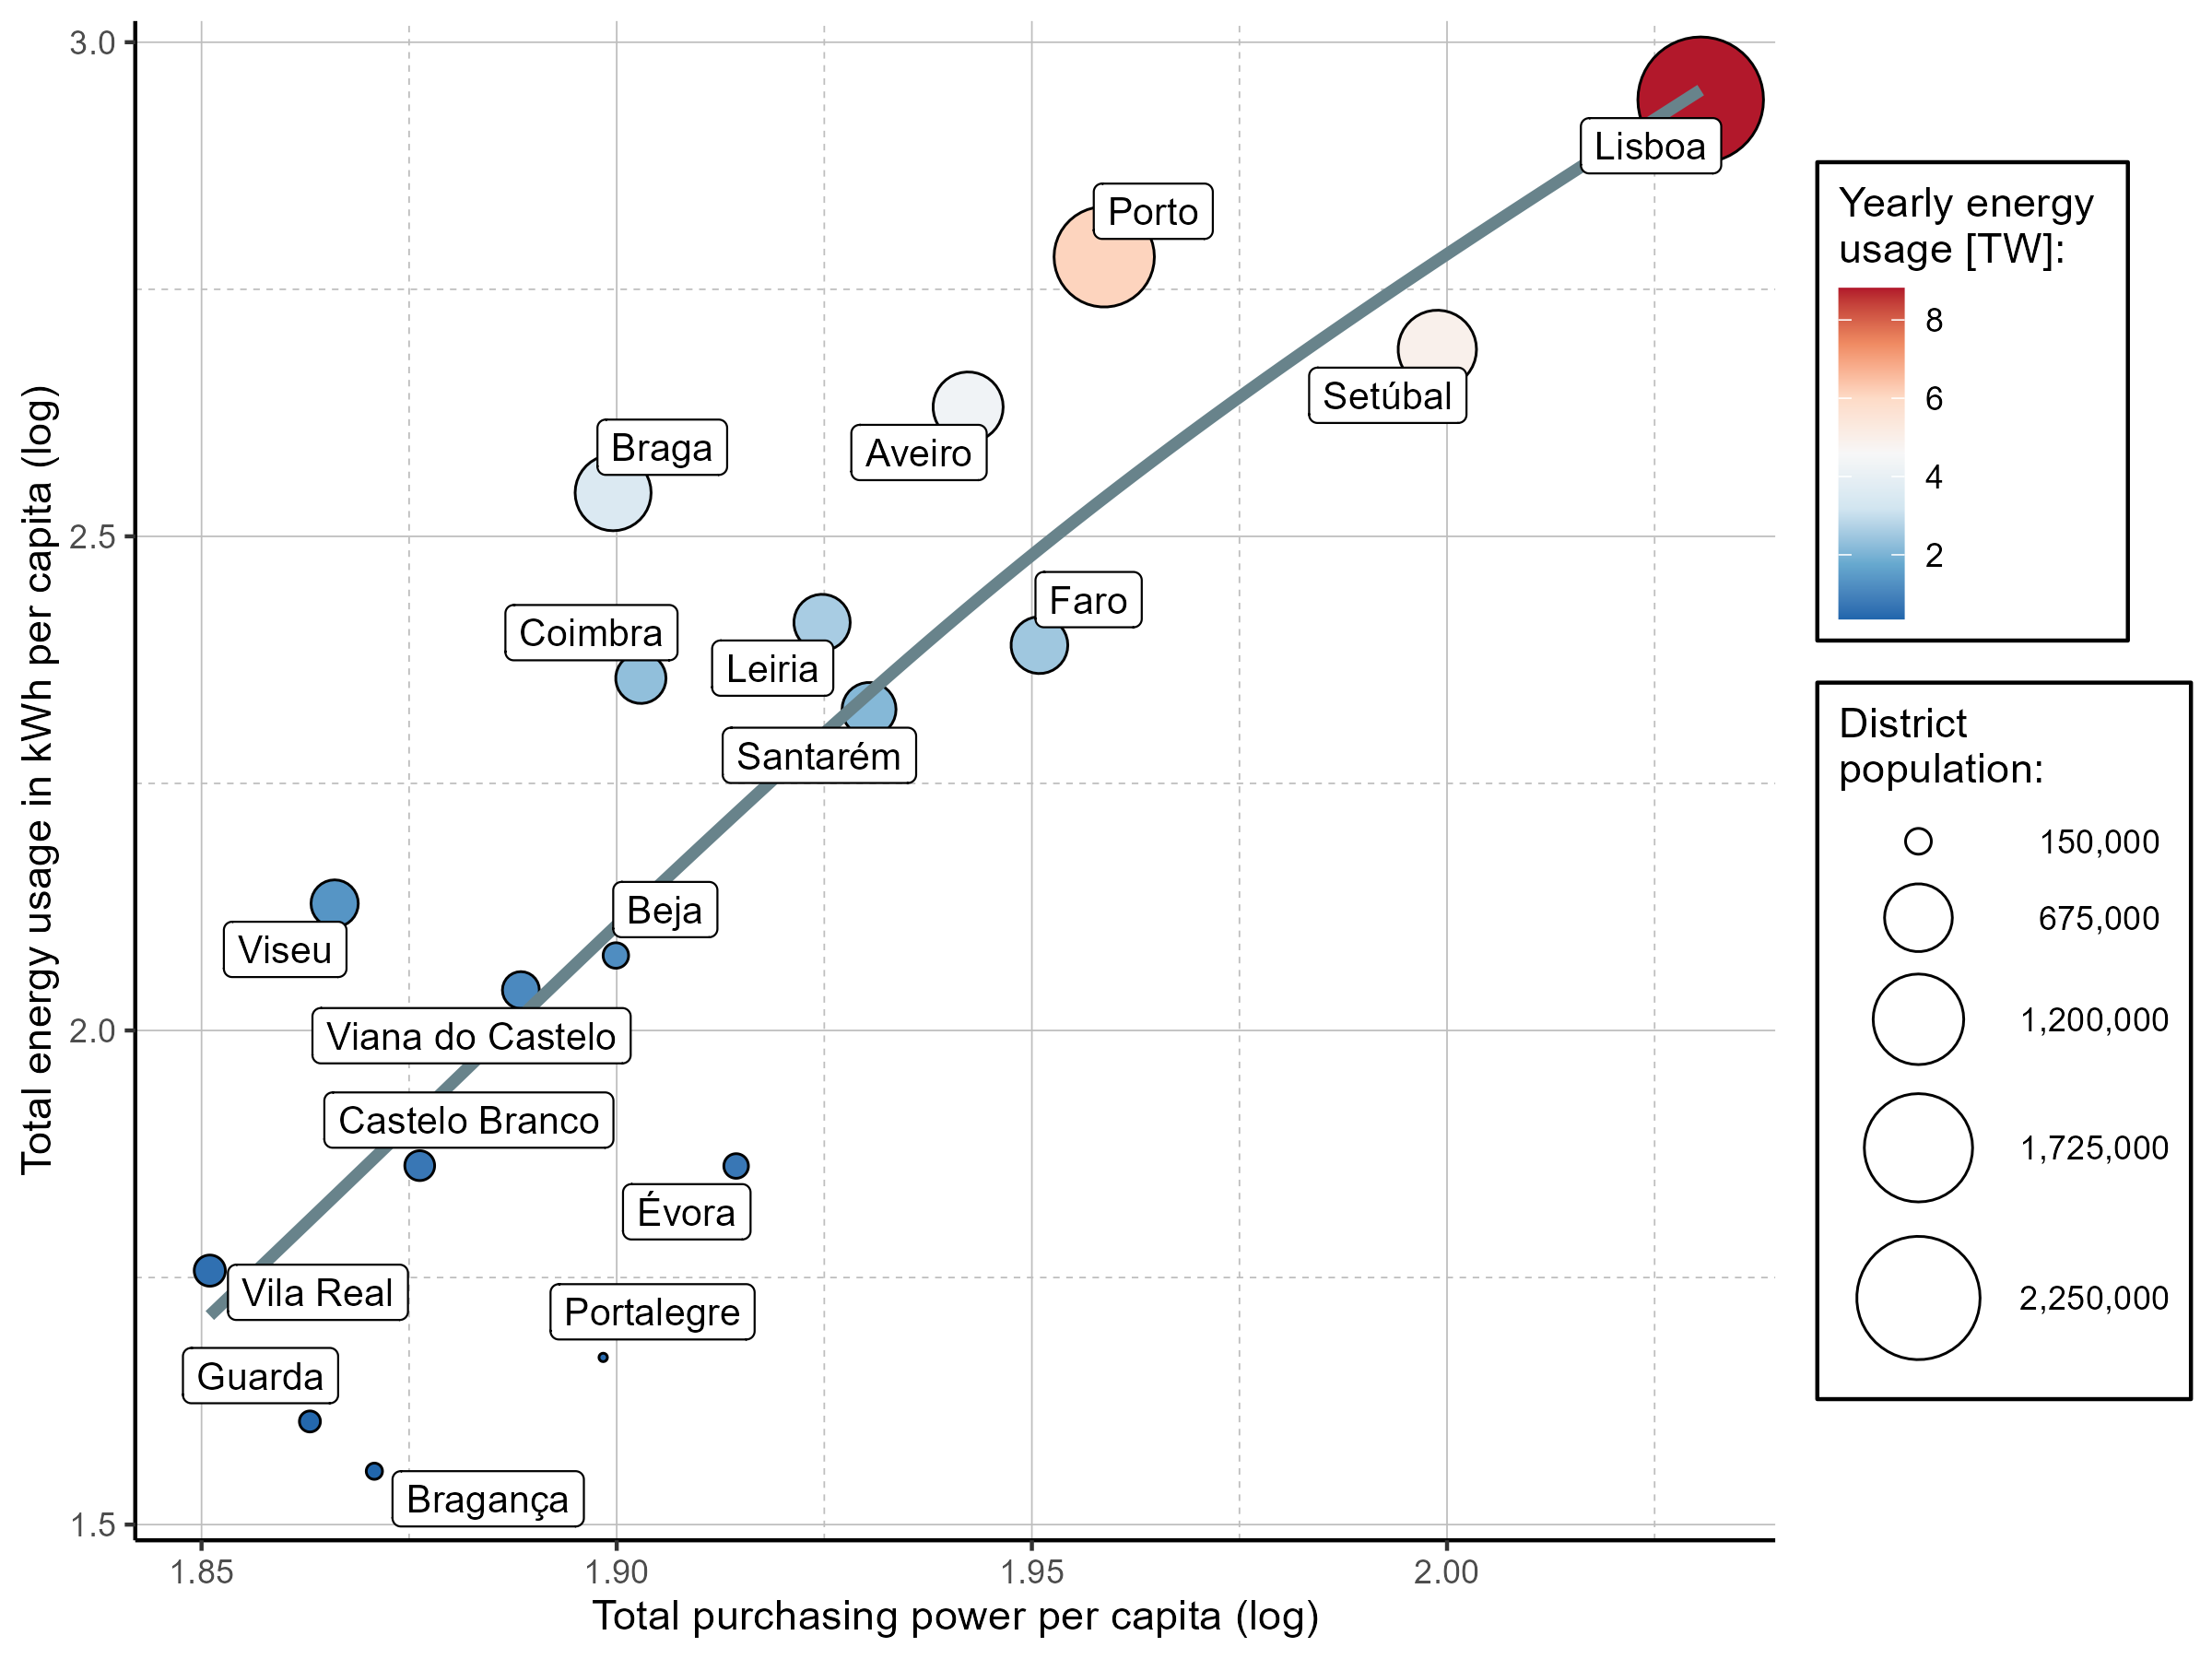 Total energy usage in kWh per capita (log)
3.0
2.5
2.0
1.5
Lisboa
Porto
Setúbal
Braga
Aveiro
Faro
Coimbra
Leiria
Santarém
Beja
Viseu
Viana do Castelo
Castelo Branco
Évora
Vila Real
Portalegre
Guarda
Bragança
1.85
1.90
1.95
2.00
Total purchasing power per capita (log)
Yearly energy
usage [TW]:
8
6
4
2
District
population:
150,000
675,000
1,200,000
1,725,000
2,250,000